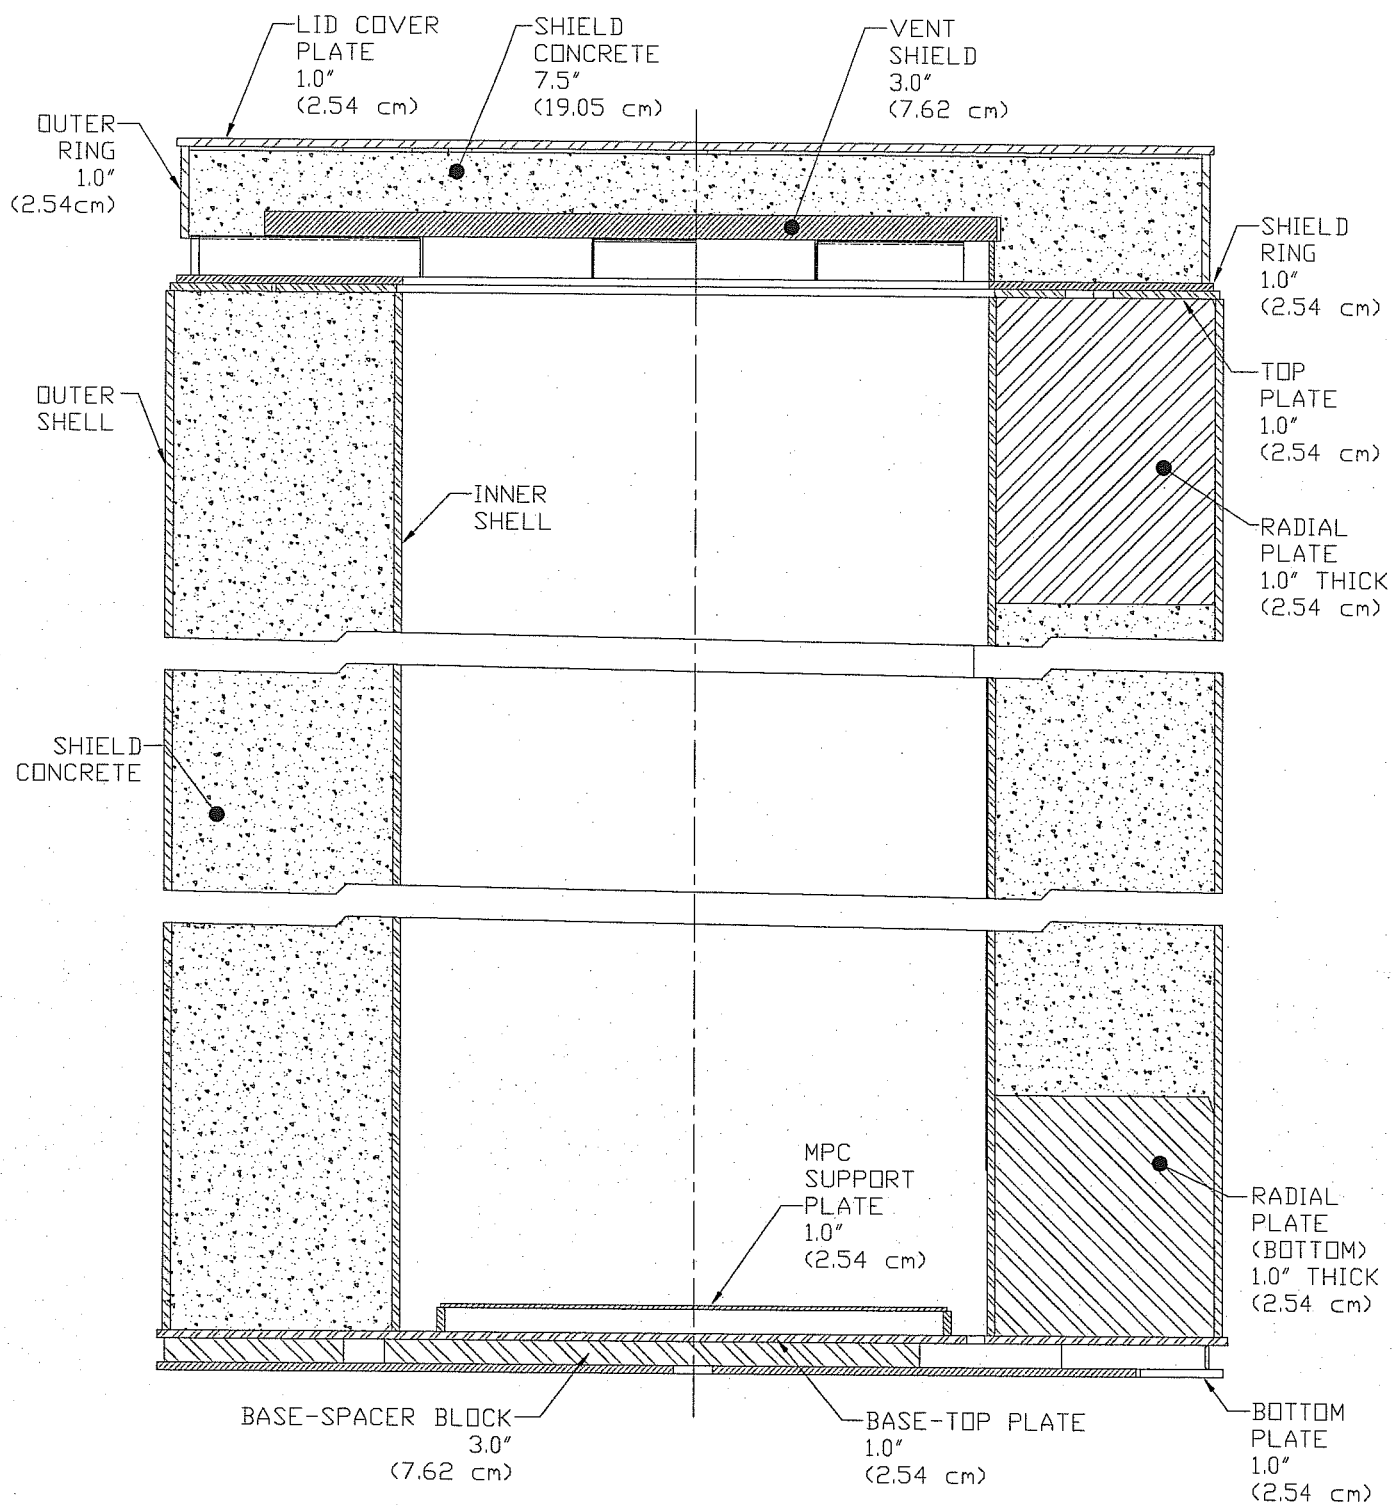 LID COVER
PLATE
1.0"
(2.54 cm)
SHIELD
CONCRETE
7.5"
(19.05 cm)
VENT
SHIELD
3.0"
(7.62 cm)
OUTER
RING
1.0"
(2.54cm)
SHIELD
RING
1.0"
(2.54 cm)
TOP
PLATE
1.0"
(2.54 cm)
OUTER
SHELL
INNER
SHELL
RADIAL
PLATE
1.0" THICK
(2.54 cm)
SHIELD
CONCRETE
MPC
SUPPORT
PLATE
1.0"
(2.54 cm)
RADIAL
PLATE
(BOTTOM)
1.0" THICK
(2.54 cm)
BASE-SPACER BLOCK
3.0"
(7.62 cm)
BASE-TOP PLATE
1.0"
(2.54 cm)
BOTTOM
PLATE
1.0"
(2.54 cm)